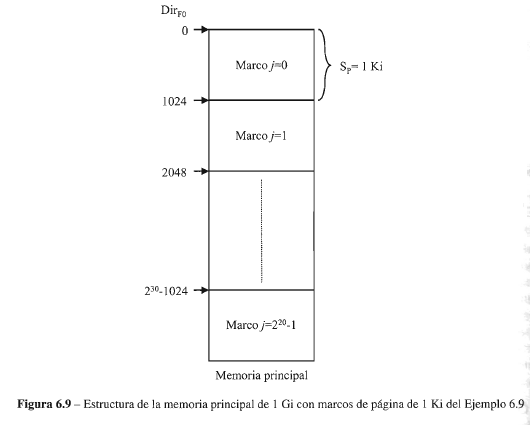 Dir_F0
0
Marco j=0
S_P= 1 Ki
1024
Marco j=1
2048
2^30-1024
Marco j=2^20-1
Memoria principal
Figura 6.9 – Estructura de la memoria principal de 1 Gi con marcos de página de 1 Ki del Ejemplo 6.9